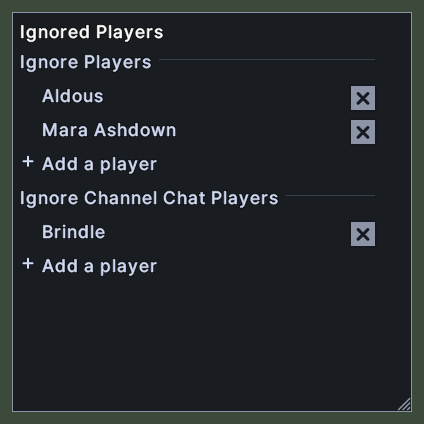 Ignored Players
Ignore Players
Aldous
Mara Ashdown
+ Add a player
Ignore Channel Chat Players
Brindle
+ Add a player